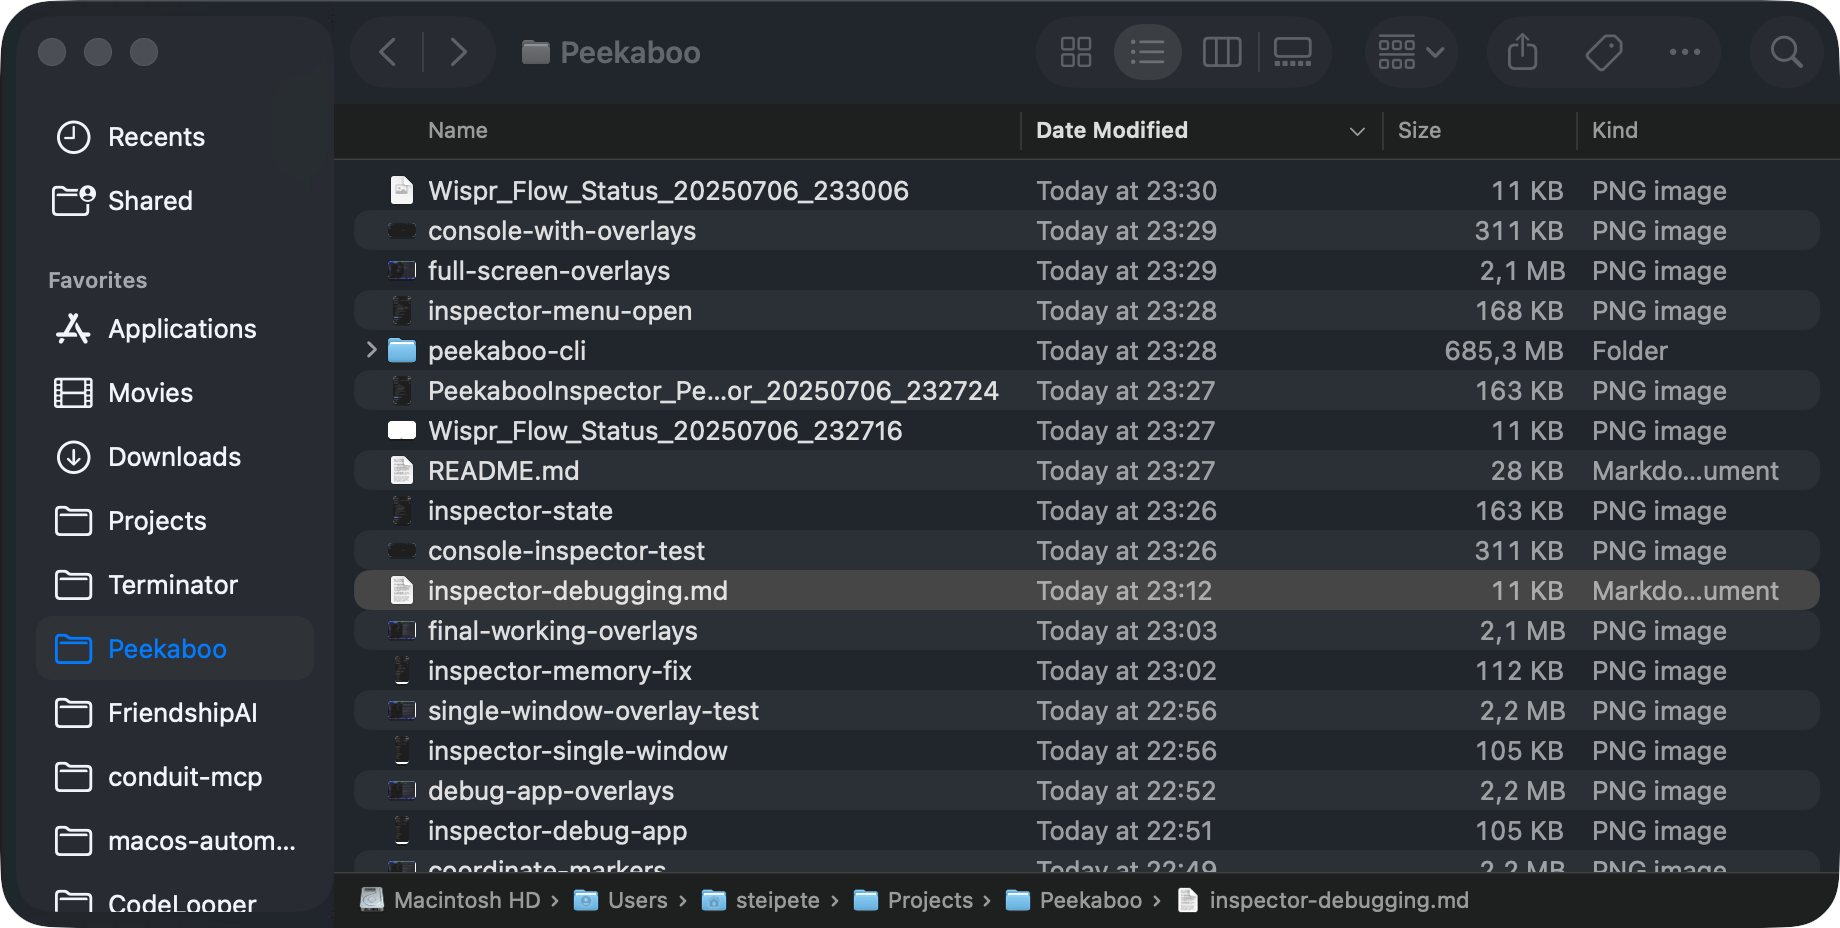 Peekaboo
Recents
Shared
Favorites
Applications
Movies
Downloads
Projects
Terminator
Peekaboo
FriendshipAI
conduit-mcp
macos-autom...
CodeLooper
Name Date Modified Size Kind
Wispr_Flow_Status_20250706_233006 Today at 23:30 11 KB PNG image
console-with-overlays Today at 23:29 311 KB PNG image
full-screen-overlays Today at 23:29 2,1 MB PNG image
inspector-menu-open Today at 23:28 168 KB PNG image
peekaboo-cli Today at 23:28 685,3 MB Folder
PeekabooInspector_Pe...or_20250706_232724 Today at 23:27 163 KB PNG image
Wispr_Flow_Status_20250706_232716 Today at 23:27 11 KB PNG image
README.md Today at 23:27 28 KB Markdo...ument
inspector-state Today at 23:26 163 KB PNG image
console-inspector-test Today at 23:26 311 KB PNG image
inspector-debugging.md Today at 23:12 11 KB Markdo...ument
final-working-overlays Today at 23:03 2,1 MB PNG image
inspector-memory-fix Today at 23:02 112 KB PNG image
single-window-overlay-test Today at 22:56 2,2 MB PNG image
inspector-single-window Today at 22:56 105 KB PNG image
debug-app-overlays Today at 22:52 2,2 MB PNG image
inspector-debug-app Today at 22:51 105 KB PNG image
coordinate-markers Today at 22:49 2,2 MB PNG image
Macintosh HD › Users › steipete › Projects › Peekaboo › inspector-debugging.md